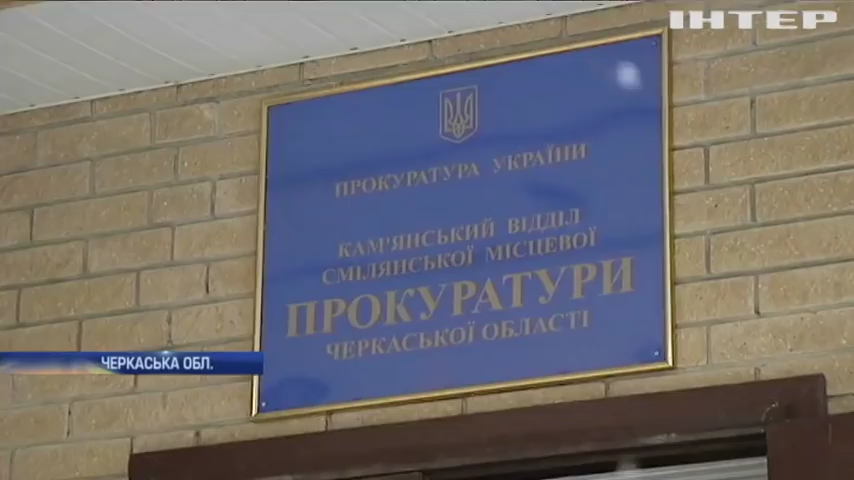 ІНТЕР
ПРОКУРАТУРА УКРАЇНИ
КАМ'ЯНСЬКИЙ ВІДДІЛ
СМІЛЯНСЬКОЇ МІСЦЕВОЇ
ПРОКУРАТУРИ
ЧЕРКАСЬКОЇ ОБЛАСТІ
ЧЕРКАСЬКА ОБЛ.